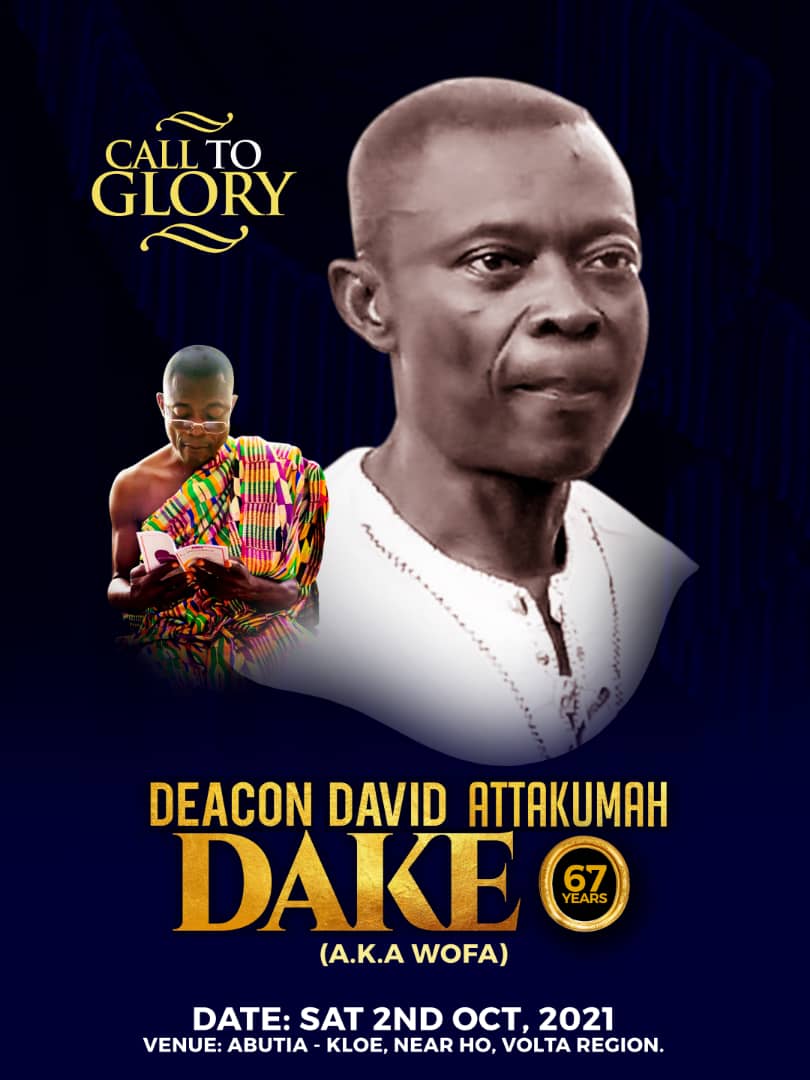 CALL TO
GLORY
DEACON DAVID ATTAKUMAH
DAKE
67
YEARS
(A.K.A WOFA)
DATE: SAT 2ND OCT, 2021
VENUE: ABUTIA - KLOE, NEAR HO, VOLTA REGION.